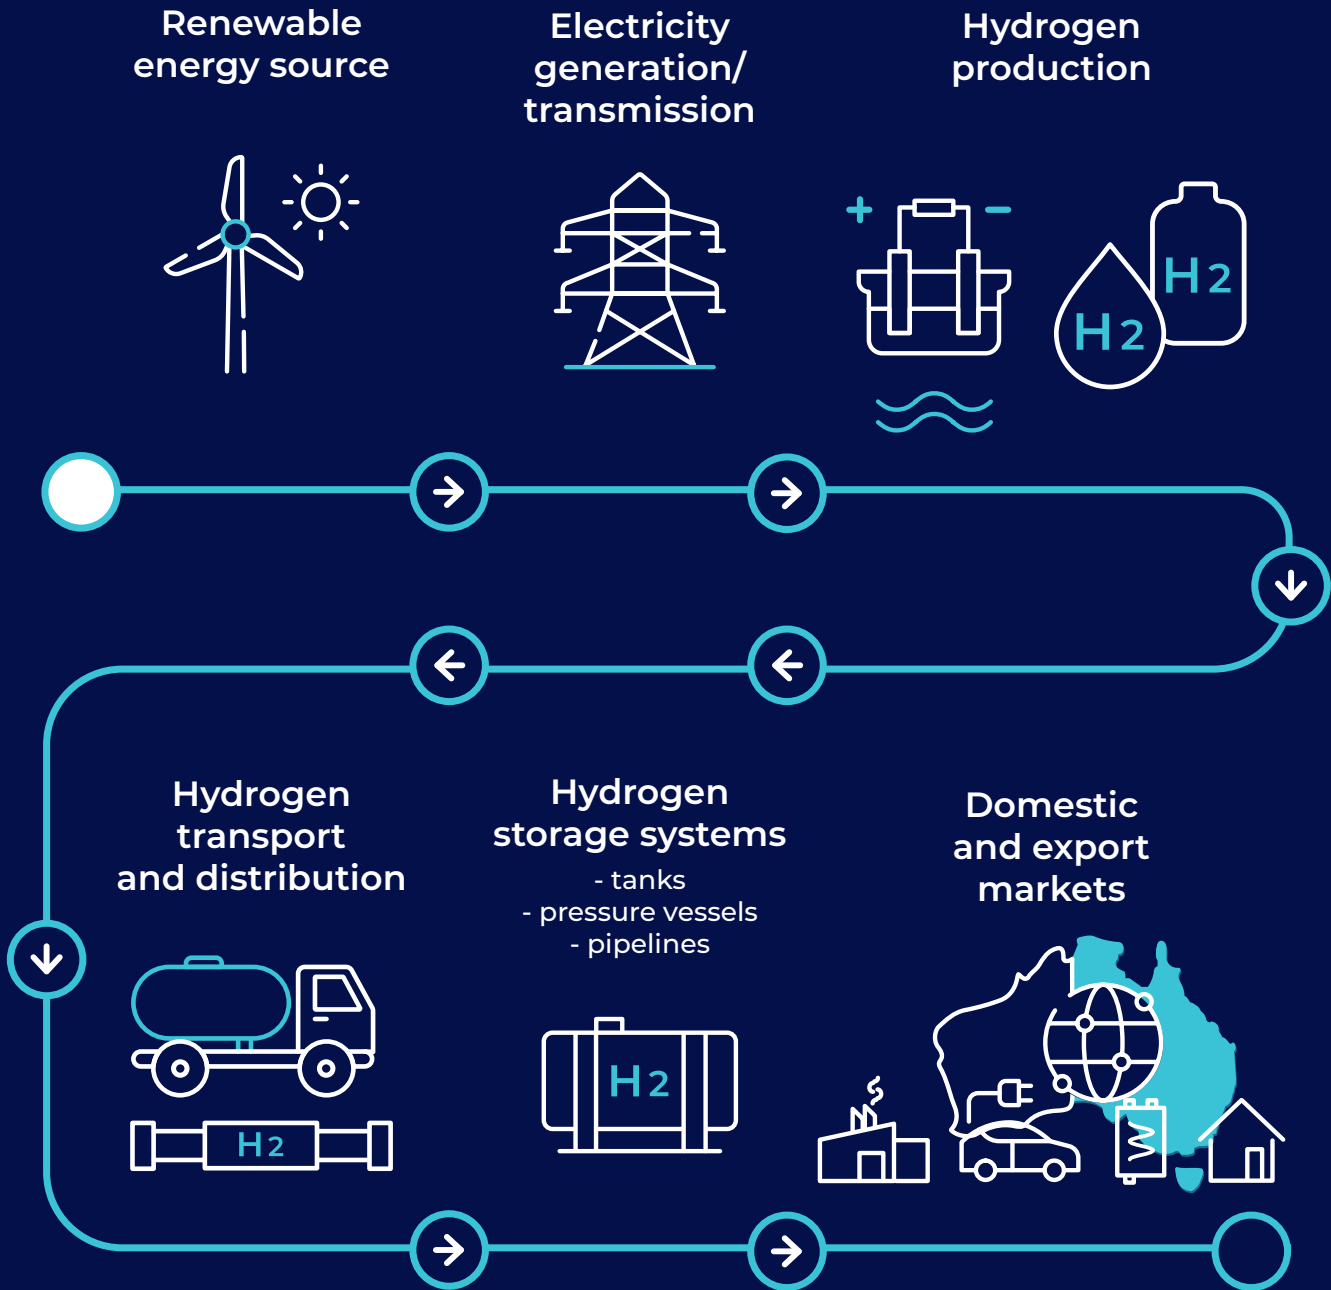 Renewable
energy source
Electricity
generation/
transmission
Hydrogen
production
+ −
H2
H2
Hydrogen
transport
and distribution
H2
Hydrogen
storage systems
- tanks
- pressure vessels
- pipelines
H2
Domestic
and export
markets